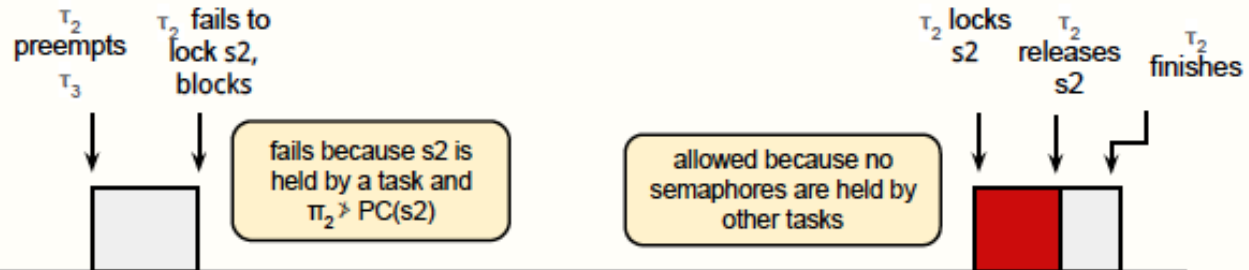 τ2
preempts
τ3
τ2 fails to
lock s2,
blocks
fails because s2 is
held by a task and
π2 ≯ PC(s2)
allowed because no
semaphores are held by
other tasks
τ2 locks
s2
τ2
releases
s2
τ2
finishes